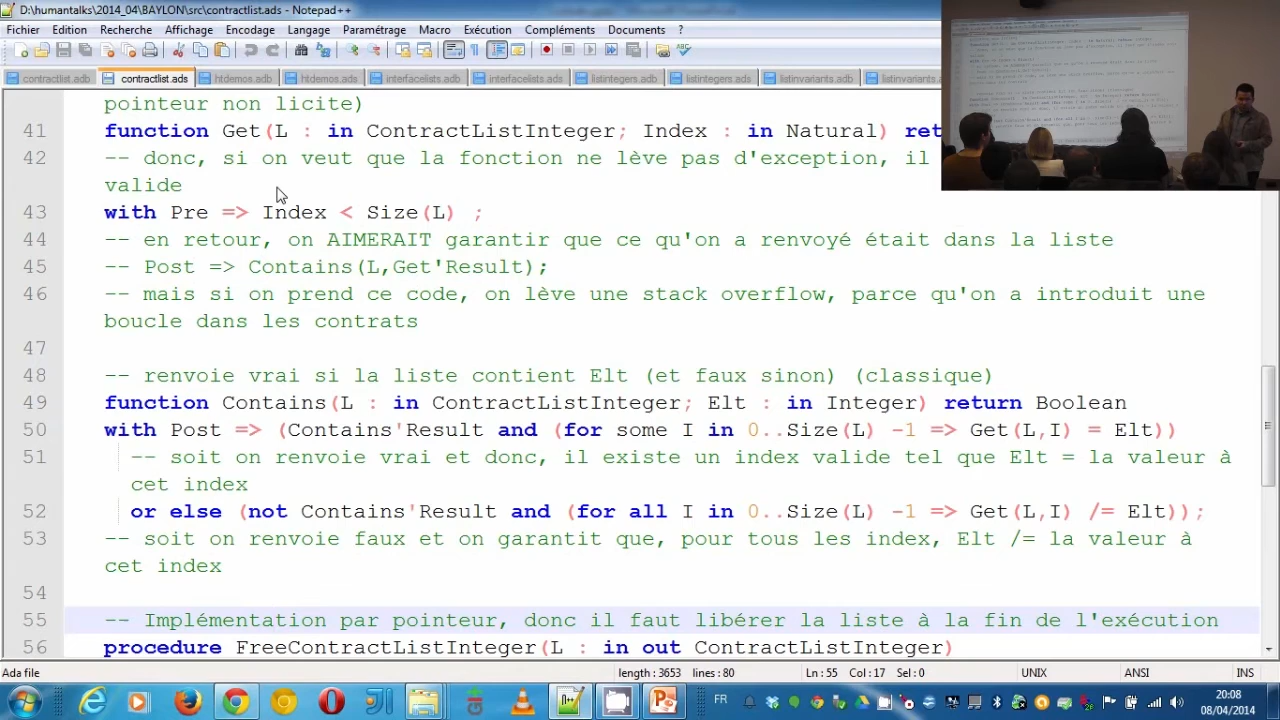 D:\humantalks\2014_04\BAYLON\src\contractlist.ads - Notepad++
Fichier Edition Recherche Affichage Encodage métrage Macro Exécution Compléments Documents ?
contractlist.adb contractlist.ads listinvariants.adb
pointeur non licite)
41 function Get(L : in ContractListInteger; Index : in Natural) ret
42 -- donc, si on veut que la fonction ne lève pas d'exception, il
valide
43 with Pre => Index < Size(L) ;
44 -- en retour, on AIMERAIT garantir que ce qu'on a renvoyé était dans la liste
45 -- Post => Contains(L,Get'Result);
46 -- mais si on prend ce code, on lève une stack overflow, parce qu'on a introduit une
boucle dans les contrats
47
48 -- renvoie vrai si la liste contient Elt (et faux sinon) (classique)
49 function Contains(L : in ContractListInteger; Elt : in Integer) return Boolean
50 with Post => (Contains'Result and (for some I in 0..Size(L) -1 => Get(L,I) = Elt))
51 -- soit on renvoie vrai et donc, il existe un index valide tel que Elt = la valeur à
cet index
52 or else (not Contains'Result and (for all I in 0..Size(L) -1 => Get(L,I) /= Elt));
53 -- soit on renvoie faux et on garantit que, pour tous les index, Elt /= la valeur à
cet index
54
55 -- Implémentation par pointeur, donc il faut libérer la liste à la fin de l'exécution
56 procedure FreeContractListInteger(L : in out ContractListInteger)
Ada file length : 3653 lines : 80 Ln : 55 Col : 17 Sel : 0 UNIX ANSI INS
FR 20:08
08/04/2014